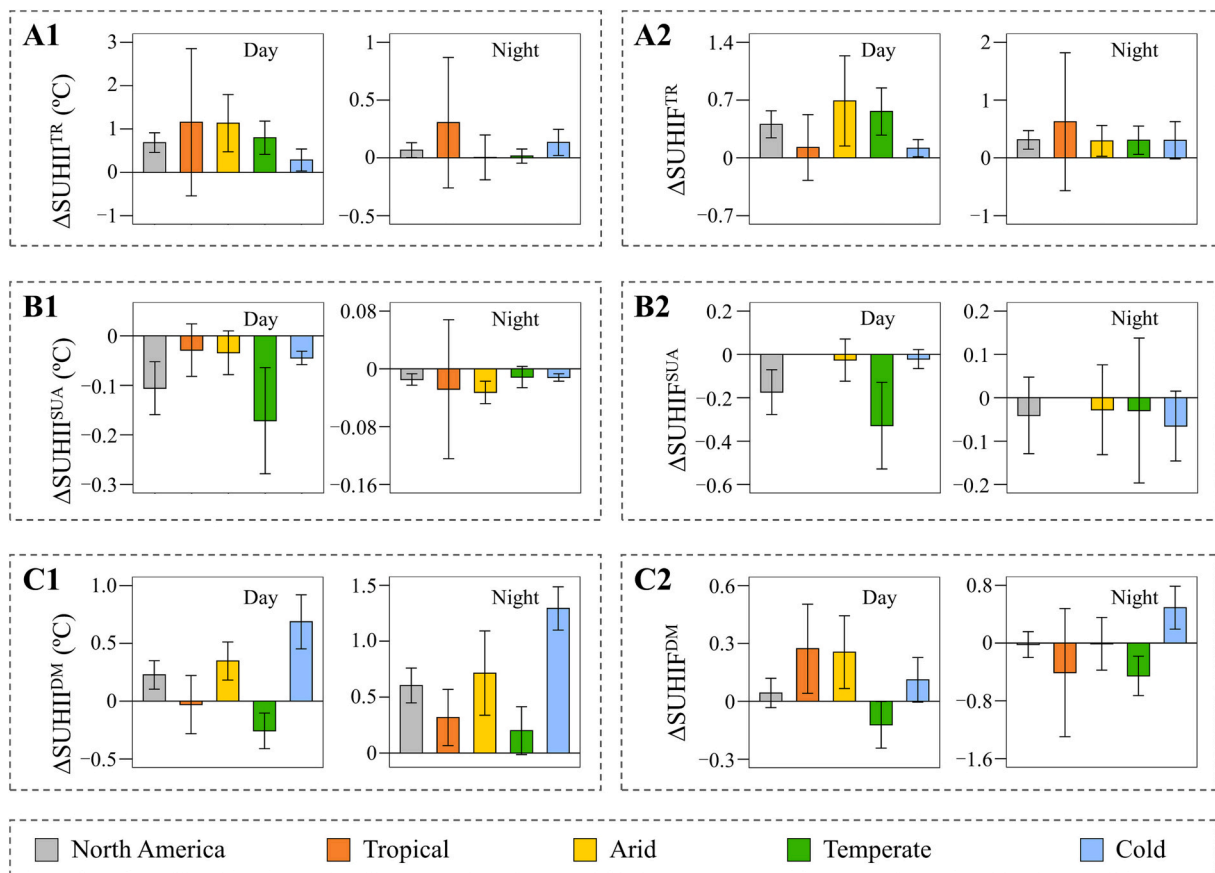 A1
ΔSUHII^TR (ºC)
Day
3
2
1
0
−1
Night
1
0.5
0
−0.5
A2
ΔSUHIF^TR
Day
1.4
0.7
0
−0.7
Night
2
1
0
−1
B1
ΔSUHII^SUA (ºC)
Day
0
−0.1
−0.2
−0.3
Night
0.08
0
−0.08
−0.16
B2
ΔSUHIF^SUA
Day
0.2
0
−0.2
−0.4
−0.6
Night
0.2
0.1
0
−0.1
−0.2
C1
ΔSUHII^DM (ºC)
Day
1.0
0.5
0
−0.5
Night
1.5
1.0
0.5
0
C2
ΔSUHIF^DM
Day
0.6
0.3
0
−0.3
Night
0.8
0
−0.8
−1.6
North America Tropical Arid Temperate Cold